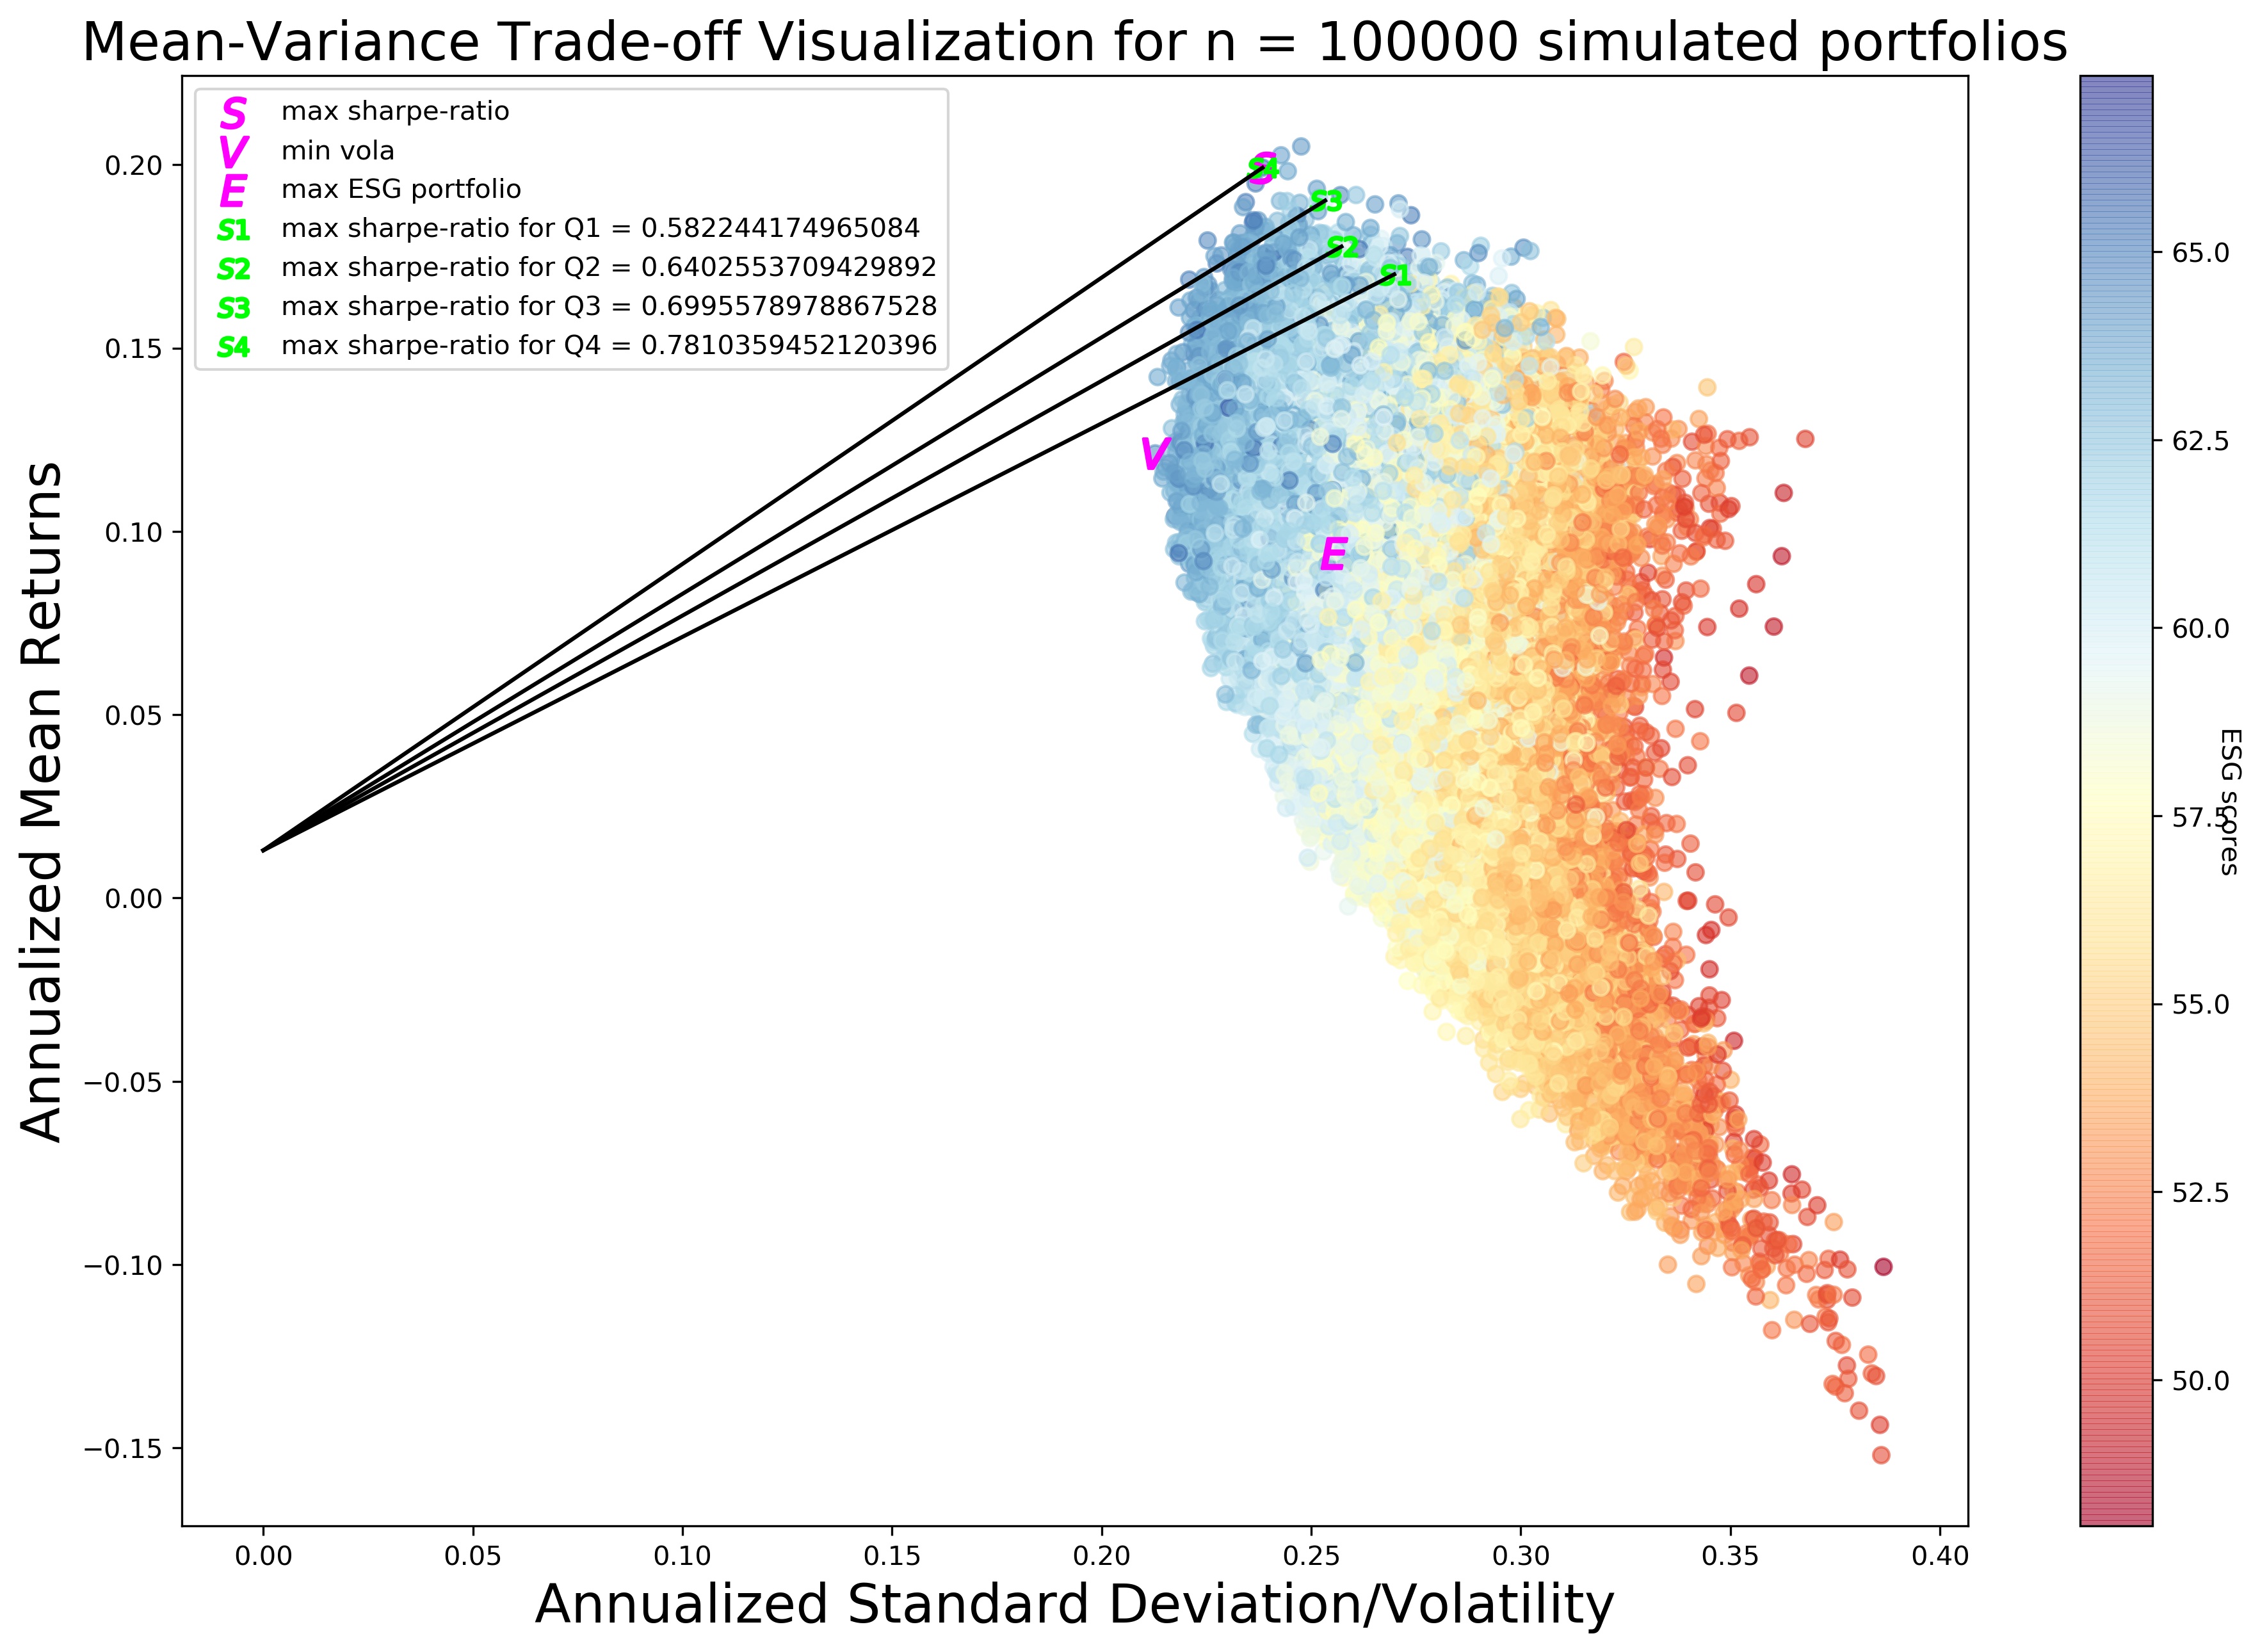 Mean-Variance Trade-off Visualization for n = 100000 simulated portfolios
S max sharpe-ratio
V min vola
E max ESG portfolio
S1 max sharpe-ratio for Q1 = 0.582244174965084
S2 max sharpe-ratio for Q2 = 0.6402553709429892
S3 max sharpe-ratio for Q3 = 0.6995578978867528
S4 max sharpe-ratio for Q4 = 0.7810359452120396
Annualized Mean Returns
0.20
0.15
0.10
0.05
0.00
−0.05
−0.10
−0.15
S
S4
S3
S2
S1
V
E
0.00 0.05 0.10 0.15 0.20 0.25 0.30 0.35 0.40
Annualized Standard Deviation/Volatility
65.0
62.5
60.0
57.5
55.0
52.5
50.0
ESG scores